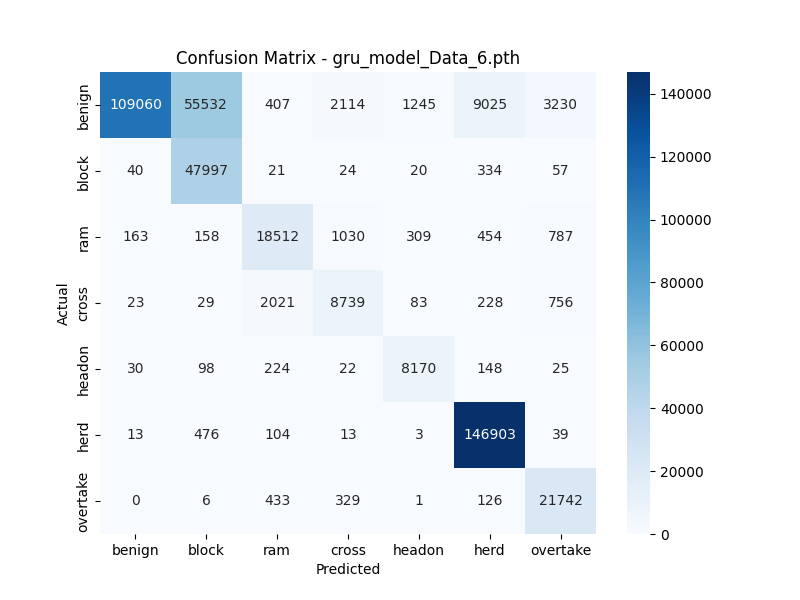 Confusion Matrix - gru_model_Data_6.pth
benign 109060 55532 407 2114 1245 9025 3230
block 40 47997 21 24 20 334 57
ram 163 158 18512 1030 309 454 787
cross 23 29 2021 8739 83 228 756
headon 30 98 224 22 8170 148 25
herd 13 476 104 13 3 146903 39
overtake 0 6 433 329 1 126 21742
benign block ram cross headon herd overtake
Predicted
Actual
140000
120000
100000
80000
60000
40000
20000
0